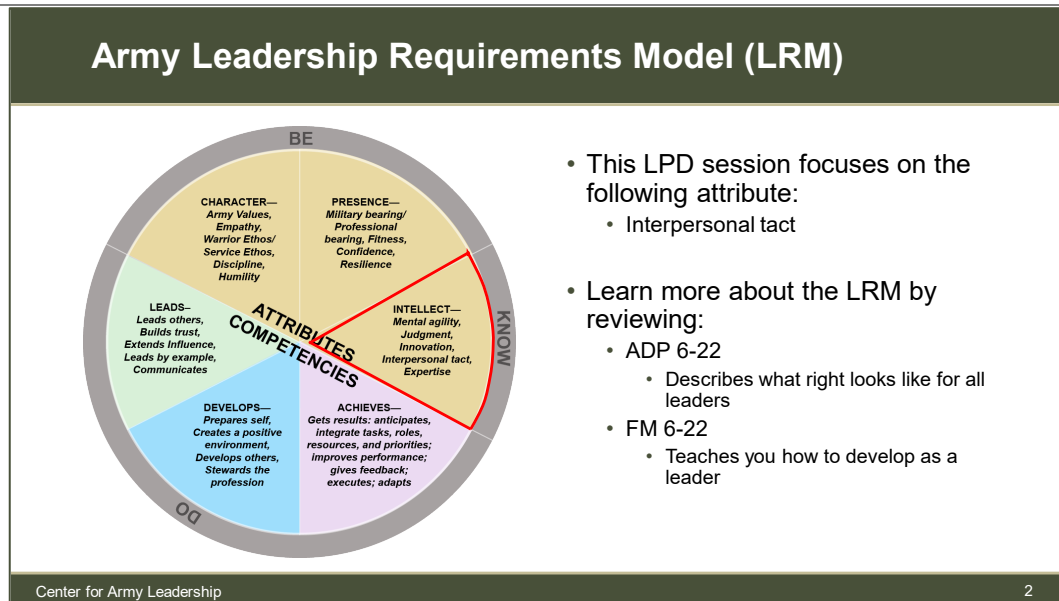 Army Leadership Requirements Model (LRM)
BE
CHARACTER—
Army Values,
Empathy,
Warrior Ethos/
Service Ethos,
Discipline,
Humility
PRESENCE—
Military bearing/
Professional
bearing, Fitness,
Confidence,
Resilience
LEADS–
Leads others,
Builds trust,
Extends Influence,
Leads by example,
Communicates
ATTRIBUTES
COMPETENCIES
INTELLECT—
Mental agility,
Judgment,
Innovation,
Interpersonal tact,
Expertise
KNOW
DEVELOPS—
Prepares self,
Creates a positive
environment,
Develops others,
Stewards the
profession
ACHIEVES—
Gets results: anticipates,
integrate tasks, roles,
resources, and priorities;
improves performance;
gives feedback;
executes; adapts
DO
• This LPD session focuses on the
following attribute:
• Interpersonal tact
• Learn more about the LRM by
reviewing:
• ADP 6-22
• Describes what right looks like for all
leaders
• FM 6-22
• Teaches you how to develop as a
leader
Center for Army Leadership
2